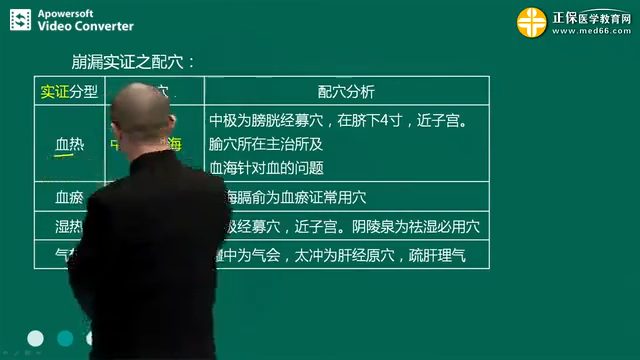 Apowersoft
Video Converter
正保医学教育网
www.med66.com
崩漏实证之配穴：
实证分型
穴
配穴分析
血热
中
海
中极为膀胱经募穴，在脐下4寸，近子宫。
腧穴所在主治所及
血海针对血的问题
血瘀
海膈俞为血瘀证常用穴
湿热
极经募穴，近子宫。阴陵泉为祛湿必用穴
气
膻中为气会，太冲为肝经原穴，疏肝理气